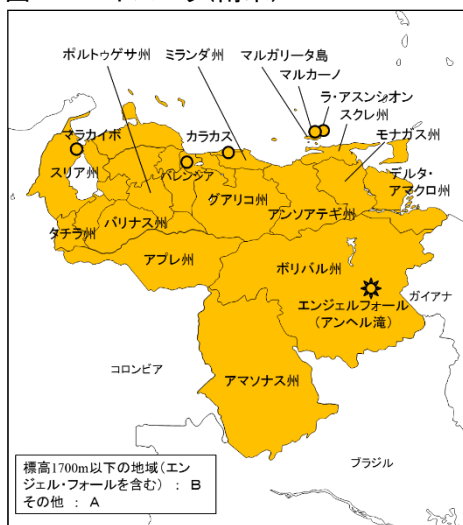 ポルトゥゲサ州
ミランダ州
マルガリータ島
マルカーノ
ラ・アスンシオン
スクレ州
モナガス州
マラカイボ
カラカス
スリア州
バレンシア
デルタ・
アマクロ州
グアリコ州
アンソアテギ州
タチラ州
バリナス州
アプレ州
ボリバル州
ガイアナ
エンジェルフォール
(アンヘル滝)
コロンビア
アマソナス州
ブラジル
標高1700m以下の地域(エン
ジェル・フォールを含む) : B
その他 : A